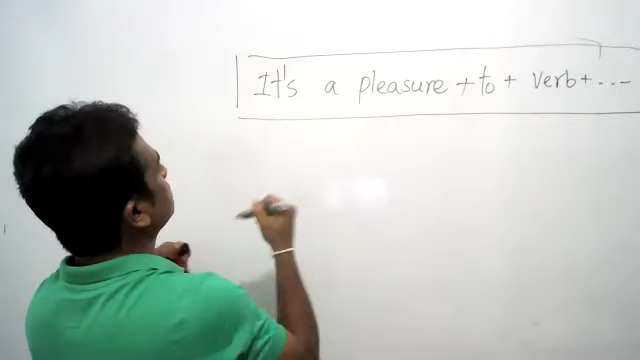 It's a pleasure + to + verb + ...